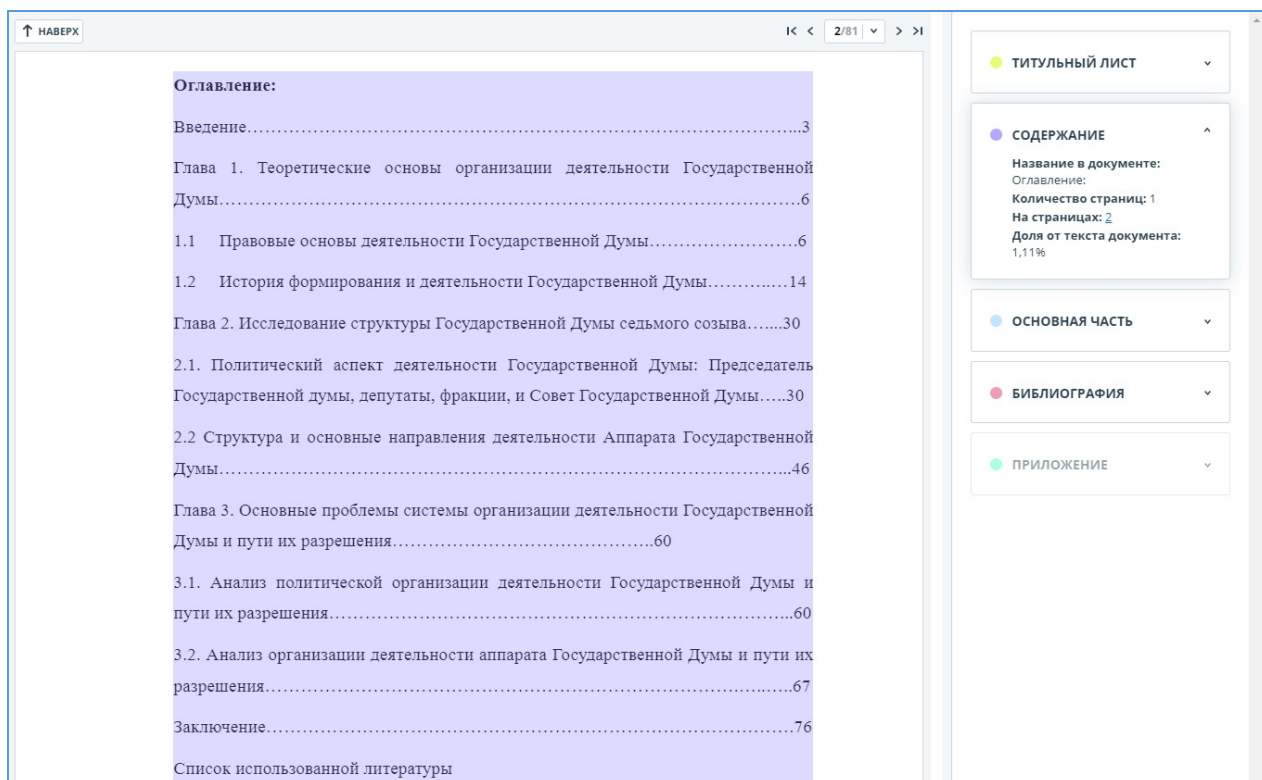 НАВЕРХ
2/81
Оглавление:
Введение…………………………………………………………………………………...3
Глава 1. Теоретические основы организации деятельности Государственной
Думы……………………………………………………………………………………….6
1.1 Правовые основы деятельности Государственной Думы…………………….6
1.2 История формирования и деятельности Государственной Думы………..….14
Глава 2. Исследование структуры Государственной Думы седьмого созыва…....30
2.1. Политический аспект деятельности Государственной Думы: Председатель
Государственной думы, депутаты, фракции, и Совет Государственной Думы…..30
2.2 Структура и основные направления деятельности Аппарата Государственной
Думы……………………………………………………………………………………..46
Глава 3. Основные проблемы системы организации деятельности Государственной
Думы и пути их разрешения…………………………………….60
3.1. Анализ политической организации деятельности Государственной Думы и
пути их разрешения…………………………………………………………………..60
3.2. Анализ организации деятельности аппарата Государственной Думы и пути их
разрешения…………………………………………………………………….…..…..67
Заключение……………………………………………………………………………….76
Список использованной литературы
ТИТУЛЬНЫЙ ЛИСТ
СОДЕРЖАНИЕ
Название в документе:
Оглавление:
Количество страниц: 1
На страницах: 2
Доля от текста документа:
1,11%
ОСНОВНАЯ ЧАСТЬ
БИБЛИОГРАФИЯ
ПРИЛОЖЕНИЕ